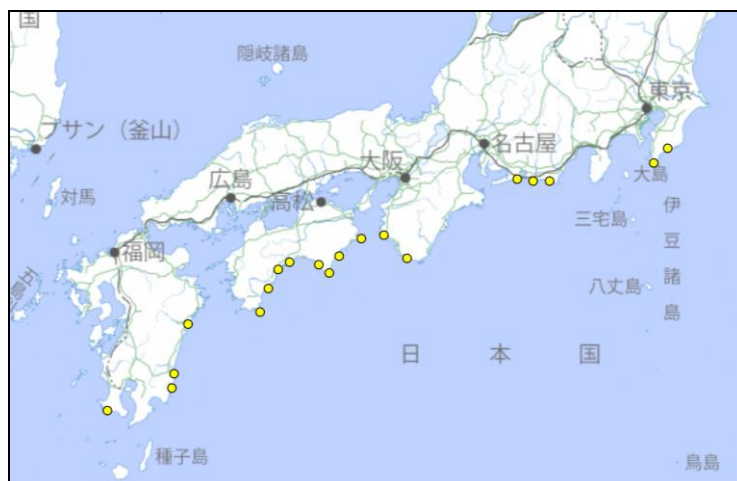 国
隠岐諸島
東京
プサン（釜山）
名古屋
大阪
大島
広島
対馬
高松
伊豆諸島
三宅島
福岡
八丈島
五島
日本国
種子島
鳥島